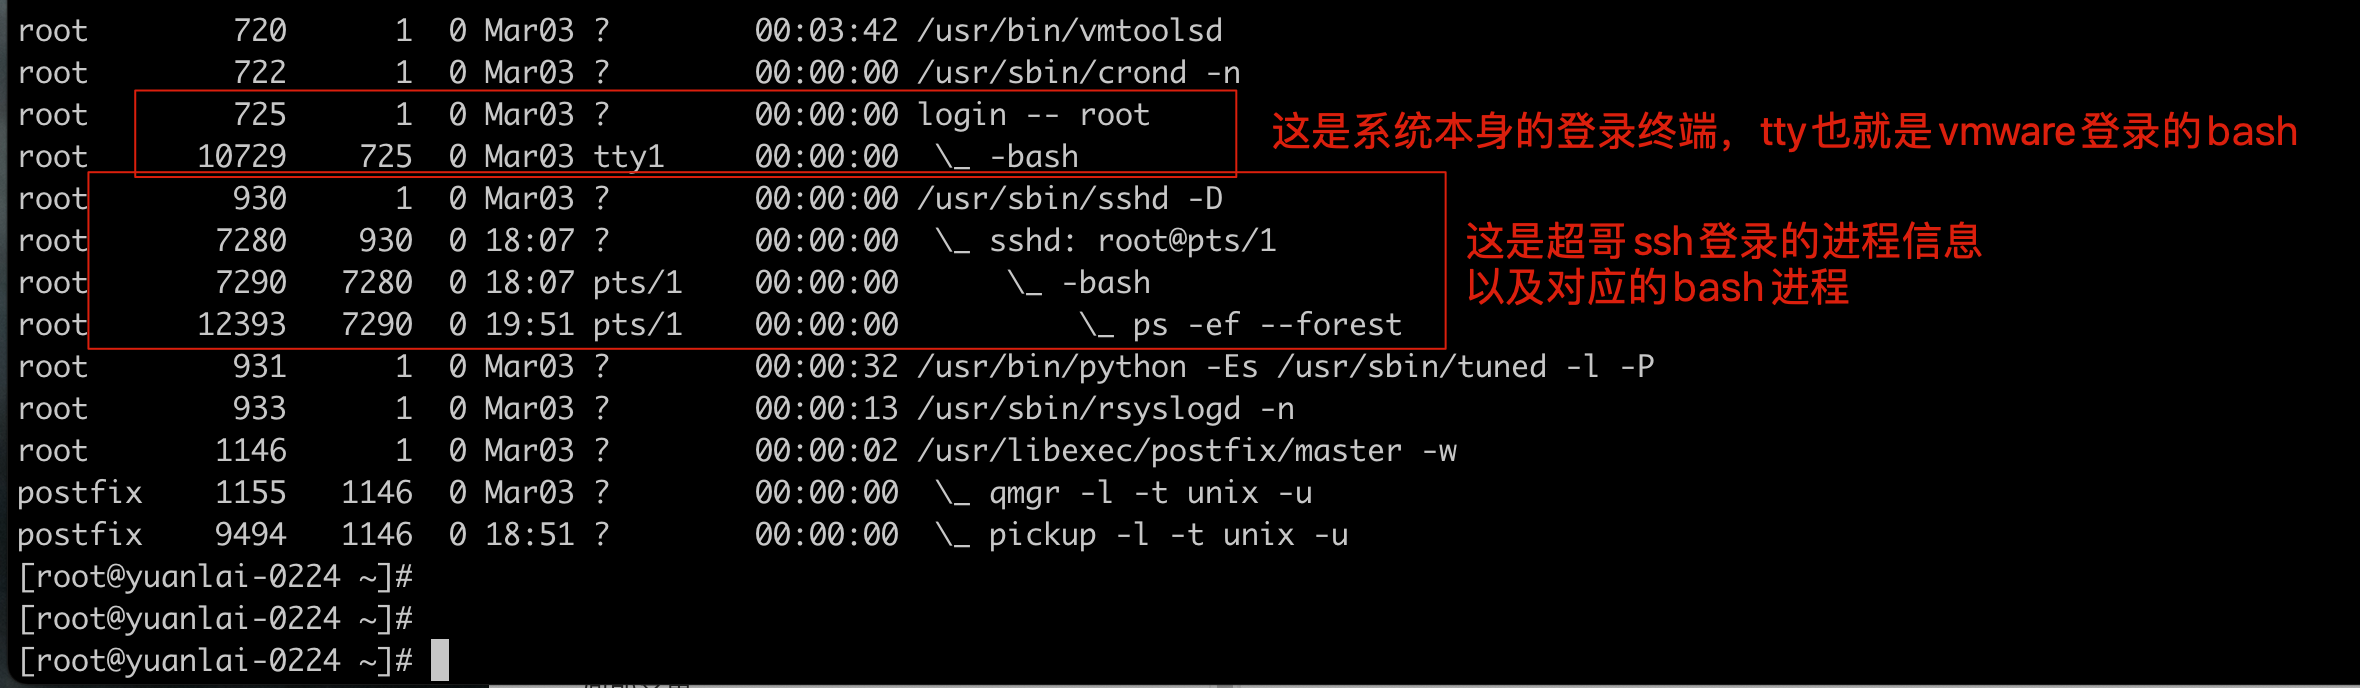 root        720      1  0 Mar03 ?        00:03:42 /usr/bin/vmtoolsd
root        722      1  0 Mar03 ?        00:00:00 /usr/sbin/crond -n
root        725      1  0 Mar03 ?        00:00:00 login -- root
这是系统本身的登录终端，tty也就是vmware登录的bash
root      10729    725  0 Mar03 tty1     00:00:00  \_ -bash
root        930      1  0 Mar03 ?        00:00:00 /usr/sbin/sshd -D
root       7280    930  0 18:07 ?        00:00:00  \_ sshd: root@pts/1
这是超哥ssh登录的进程信息
root       7290   7280  0 18:07 pts/1    00:00:00      \_ -bash
以及对应的bash进程
root      12393   7290  0 19:51 pts/1    00:00:00          \_ ps -ef --forest
root        931      1  0 Mar03 ?        00:00:32 /usr/bin/python -Es /usr/sbin/tuned -l -P
root        933      1  0 Mar03 ?        00:00:13 /usr/sbin/rsyslogd -n
root       1146      1  0 Mar03 ?        00:00:02 /usr/libexec/postfix/master -w
postfix    1155   1146  0 Mar03 ?        00:00:00  \_ qmgr -l -t unix -u
postfix    9494   1146  0 18:51 ?        00:00:00  \_ pickup -l -t unix -u
[root@yuanlai-0224 ~]#
[root@yuanlai-0224 ~]#
[root@yuanlai-0224 ~]#